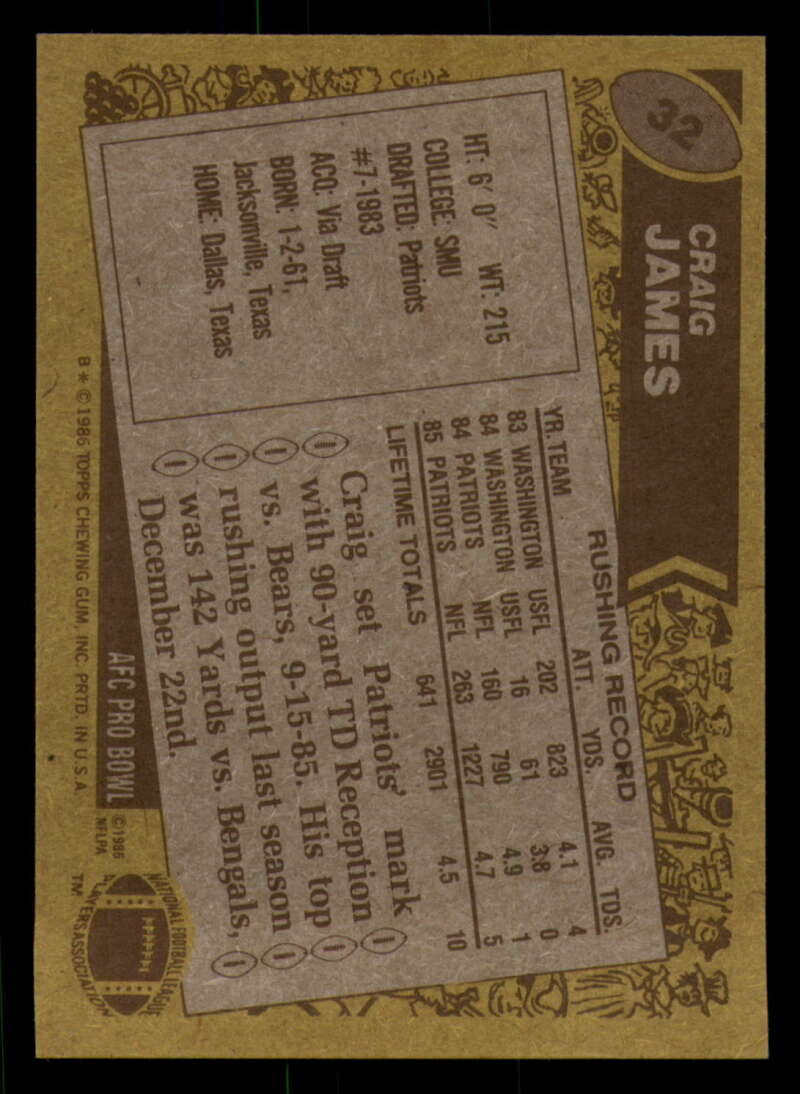 32
CRAIG
JAMES
HT: 6′ 0″ WT: 215
COLLEGE: SMU
DRAFTED: Patriots
#7-1983
ACQ: Via Draft
BORN: 1-2-61,
Jacksonville, Texas
HOME: Dallas, Texas
RUSHING RECORD
YR. TEAM ATT. YDS. AVG. TDS.
83 WASHINGTON USFL 202 823 4.1 4
84 WASHINGTON USFL 16 61 3.8 0
84 PATRIOTS NFL 160 790 4.9 1
85 PATRIOTS NFL 263 1227 4.7 5
LIFETIME TOTALS 641 2901 4.5 10
Craig set Patriots' mark
with 90-yard TD Reception
vs. Bears, 9-15-85. His top
rushing output last season
was 142 Yards vs. Bengals,
December 22nd.
AFC PRO BOWL
B * ©1986 TOPPS CHEWING GUM, INC. PRTD. IN U.S.A.
©1986
NFLPA
NATIONAL FOOTBALL LEAGUE
PLAYERS ASSOCIATION
TM